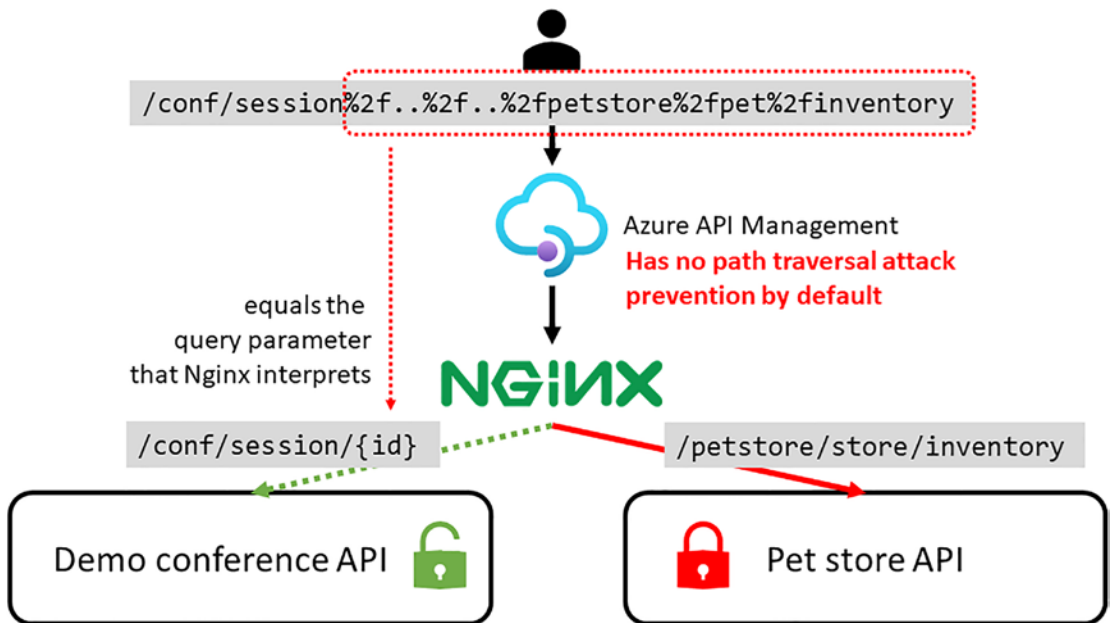 /conf/session%2f..%2f..%2fpetstore%2fpet%2finventory
Azure API Management
Has no path traversal attack
prevention by default
equals the
query parameter
that Nginx interprets
NGiNX
/conf/session/{id}
/petstore/store/inventory
Demo conference API
Pet store API